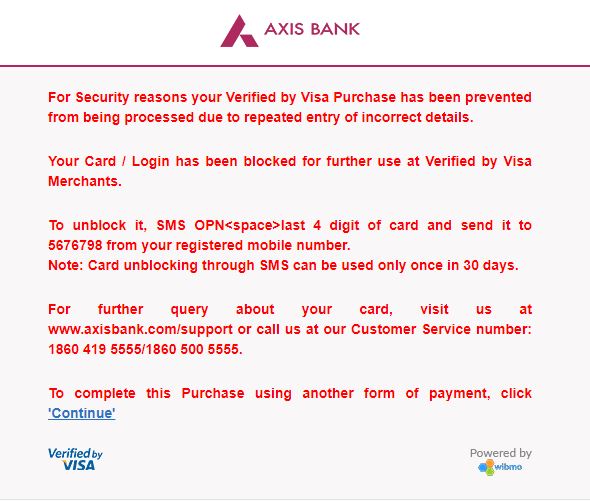 AXIS BANK
For Security reasons your Verified by Visa Purchase has been prevented
from being processed due to repeated entry of incorrect details.
Your Card / Login has been blocked for further use at Verified by Visa
Merchants.
To unblock it, SMS OPN<space>last 4 digit of card and send it to
5676798 from your registered mobile number.
Note: Card unblocking through SMS can be used only once in 30 days.
For further query about your card, visit us at
www.axisbank.com/support or call us at our Customer Service number:
1860 419 5555/1860 500 5555.
To complete this Purchase using another form of payment, click
'Continue'
Verified by
VISA
Powered by
wibmo